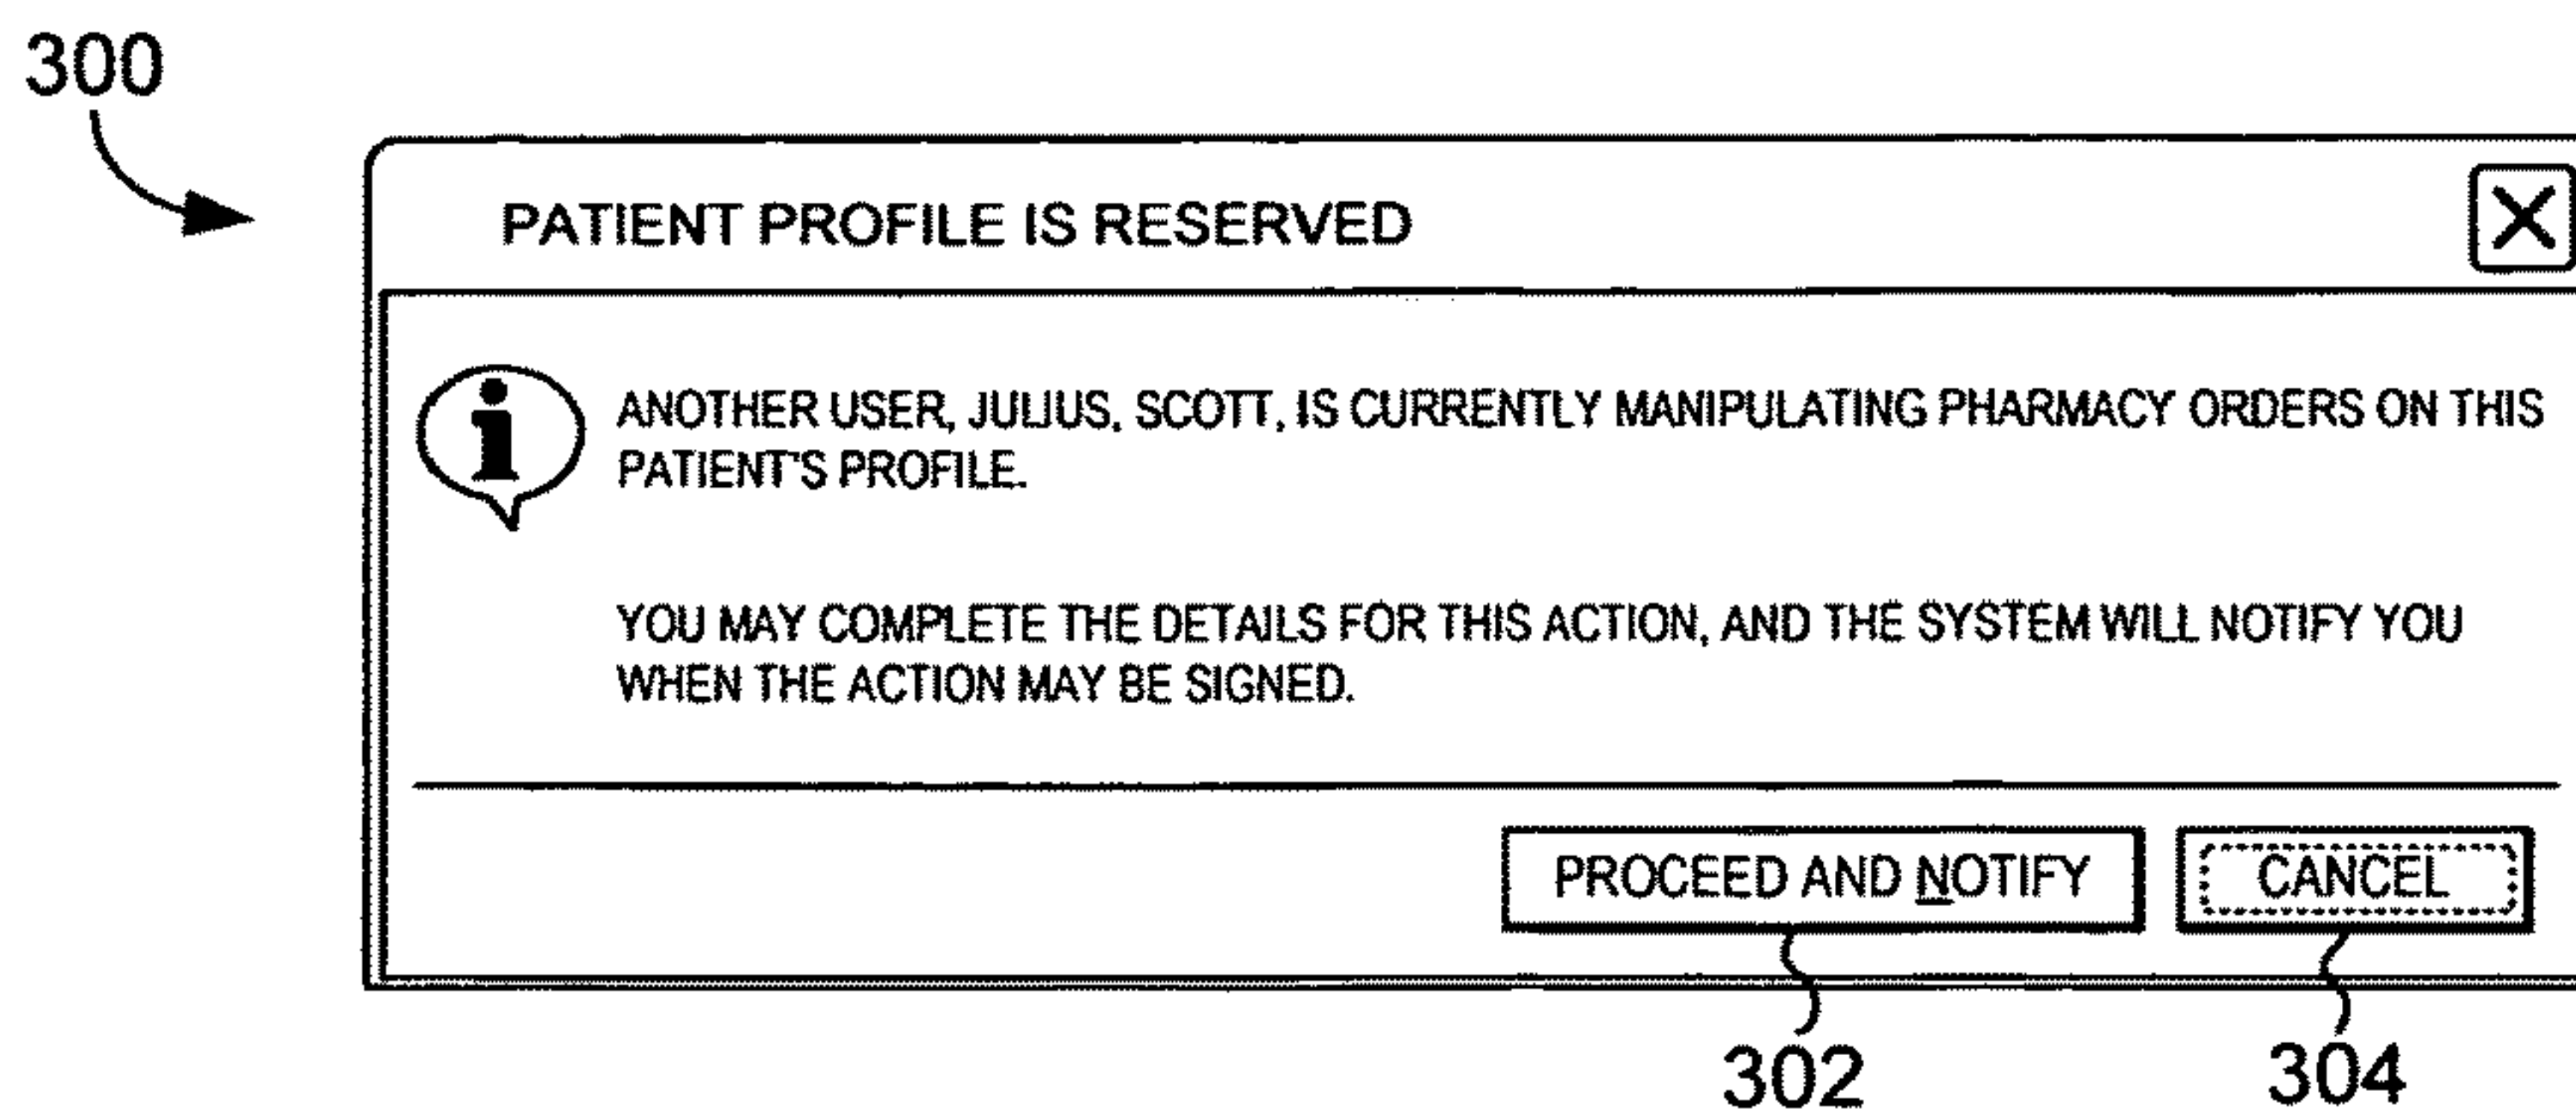 300
PATIENT PROFILE IS RESERVED
ANOTHER USER, JULIUS, SCOTT, IS CURRENTLY MANIPULATING PHARMACY ORDERS ON THIS
PATIENT'S PROFILE.
YOU MAY COMPLETE THE DETAILS FOR THIS ACTION, AND THE SYSTEM WILL NOTIFY YOU
WHEN THE ACTION MAY BE SIGNED.
PROCEED AND NOTIFY CANCEL
302 304